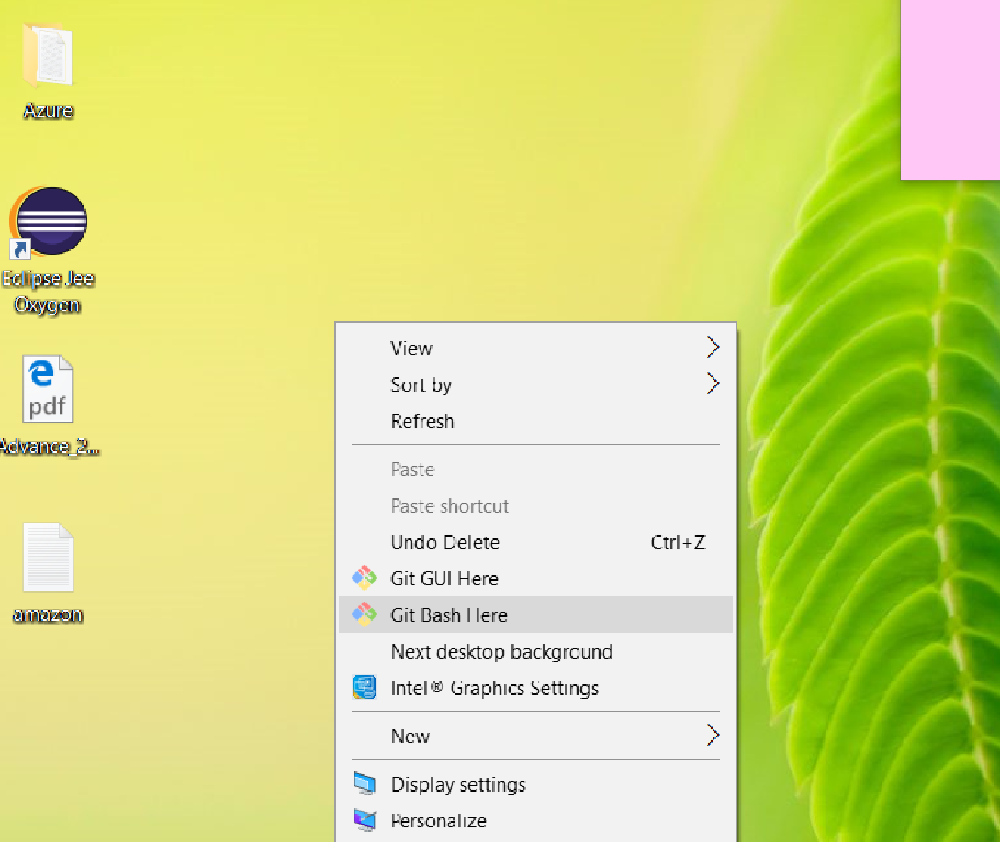 Azure
Eclipse Jee
Oxygen
pdf
Advance_2...
amazon
View
Sort by
Refresh
Paste
Paste shortcut
Undo Delete Ctrl+Z
Git GUI Here
Git Bash Here
Next desktop background
Intel® Graphics Settings
New
Display settings
Personalize